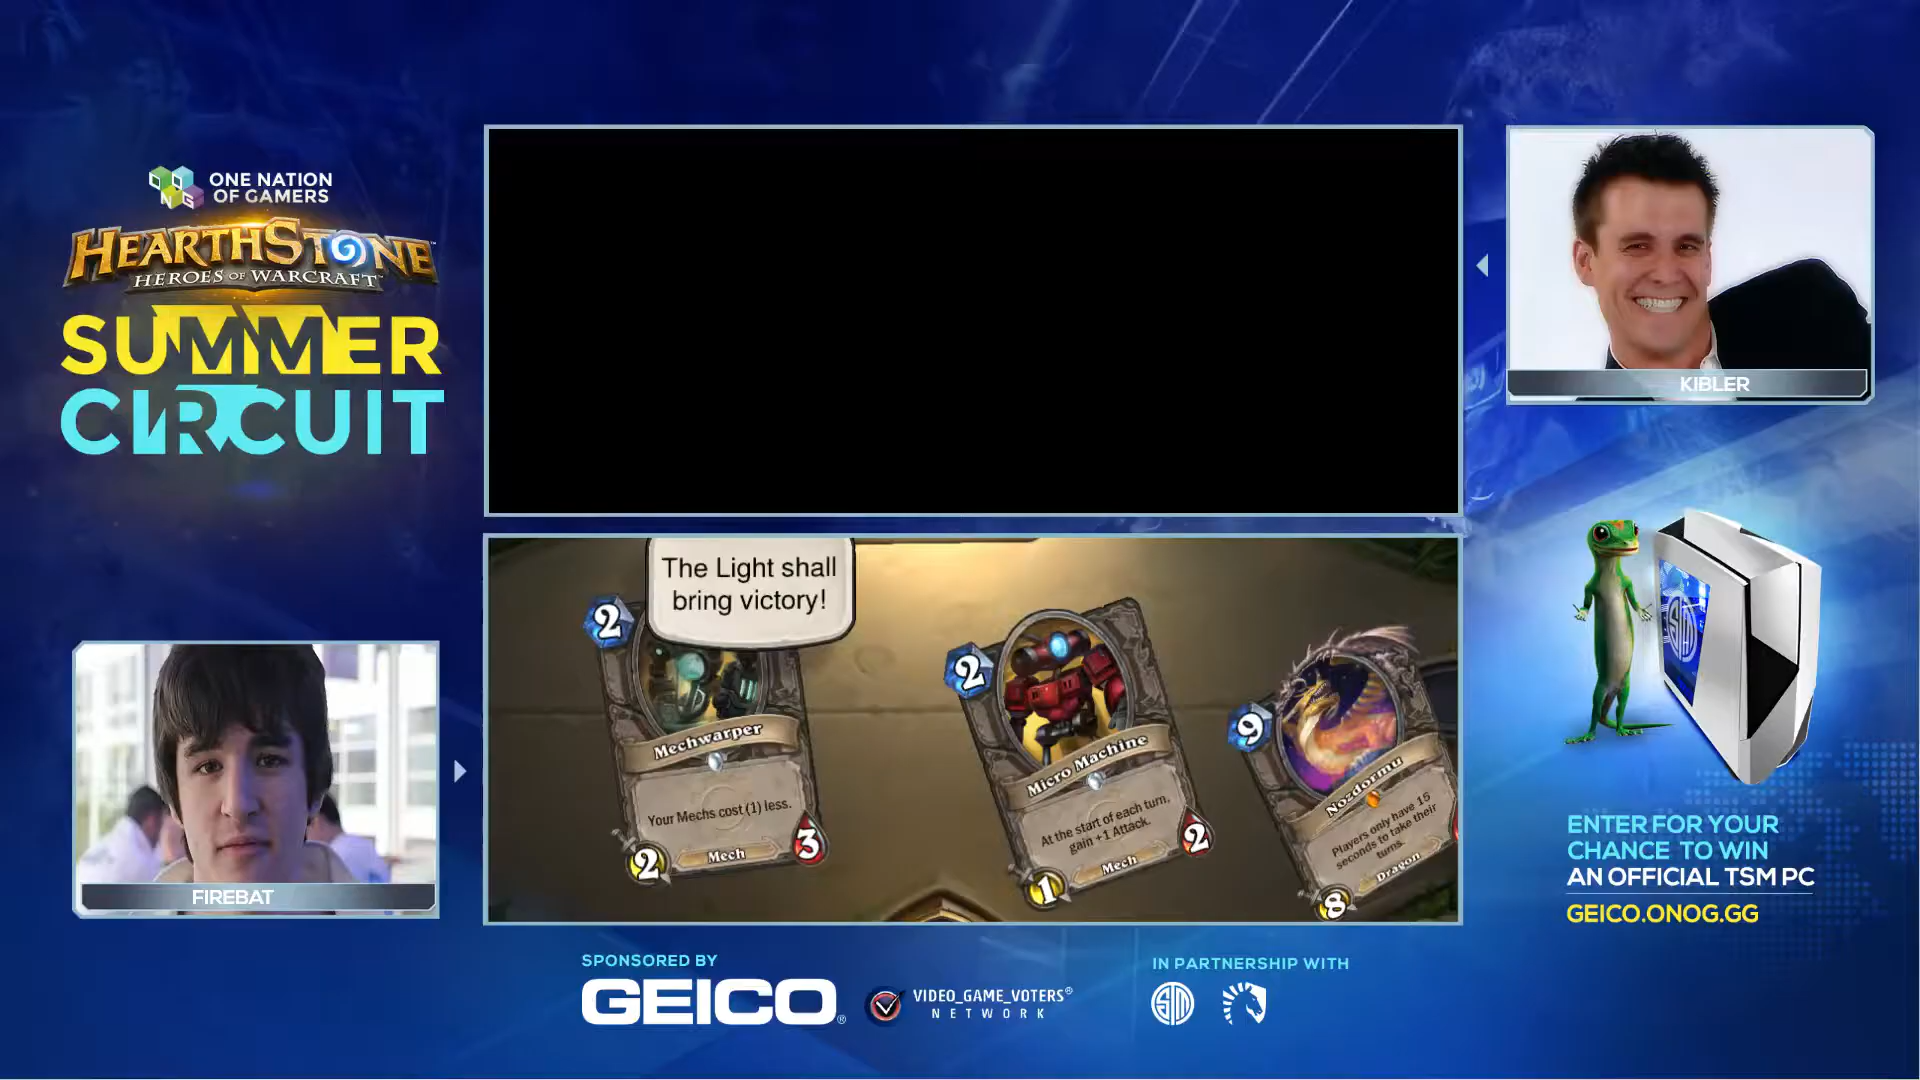 ONE NATION
OF GAMERS
HEARTHSTONE
HEROES OF WARCRAFT
SUMMER
CIRCUIT
KIBLER
The Light shall
bring victory!
2
Mechwarper
Your Mechs cost (1) less.
2
Mech
3
2
Micro Machine
At the start of each turn,
gain +1 Attack.
1
Mech
2
9
Nozdormu
Players only have 15
seconds to take their
turns.
8
Dragon
FIREBAT
ENTER FOR YOUR
CHANCE TO WIN
AN OFFICIAL TSM PC
GEICO.ONOG.GG
SPONSORED BY
GEICO®
VIDEO_GAME_VOTERS®
NETWORK
IN PARTNERSHIP WITH
TSM